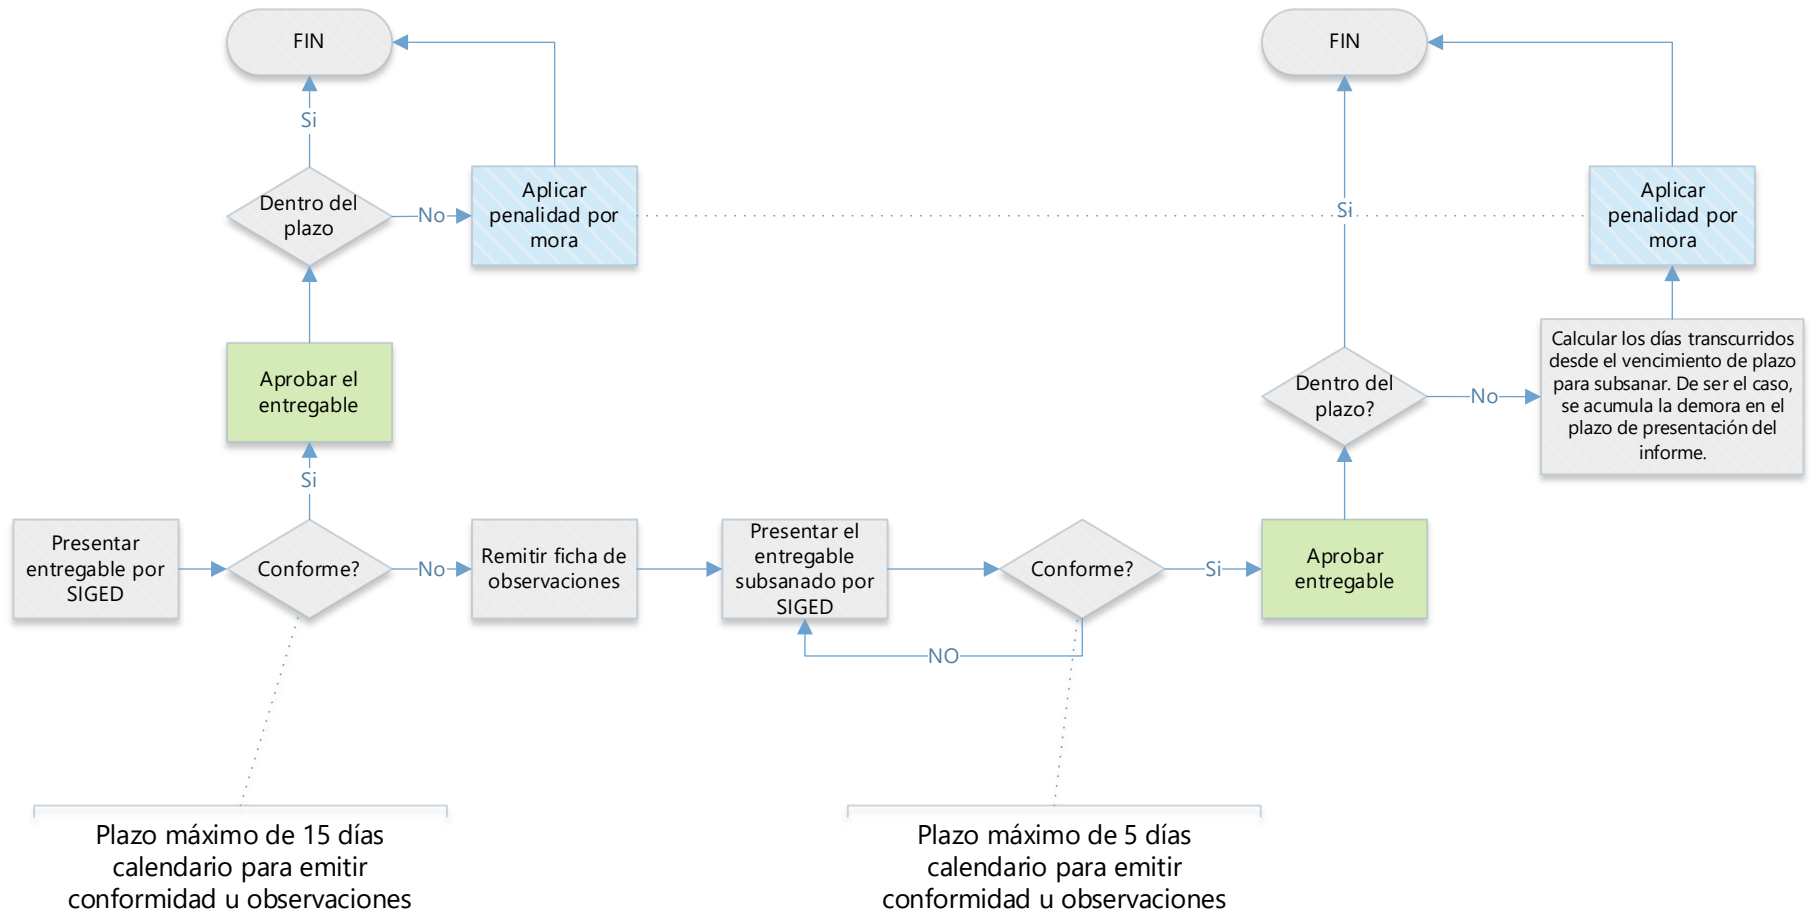 FIN
FIN
Si
Dentro del
plazo
No
Aplicar
penalidad por
mora
Si
Aplicar
penalidad por
mora
Aprobar el
entregable
Dentro del
plazo?
No
Calcular los días transcurridos
desde el vencimiento de plazo
para subsanar. De ser el caso,
se acumula la demora en el
plazo de presentación del
informe.
Si
Presentar
entregable por
SIGED
Conforme?
No
Remitir ficha de
observaciones
Presentar el
entregable
subsanado por
SIGED
Conforme?
Si
Aprobar
entregable
NO
Plazo máximo de 15 días
calendario para emitir
conformidad u observaciones
Plazo máximo de 5 días
calendario para emitir
conformidad u observaciones